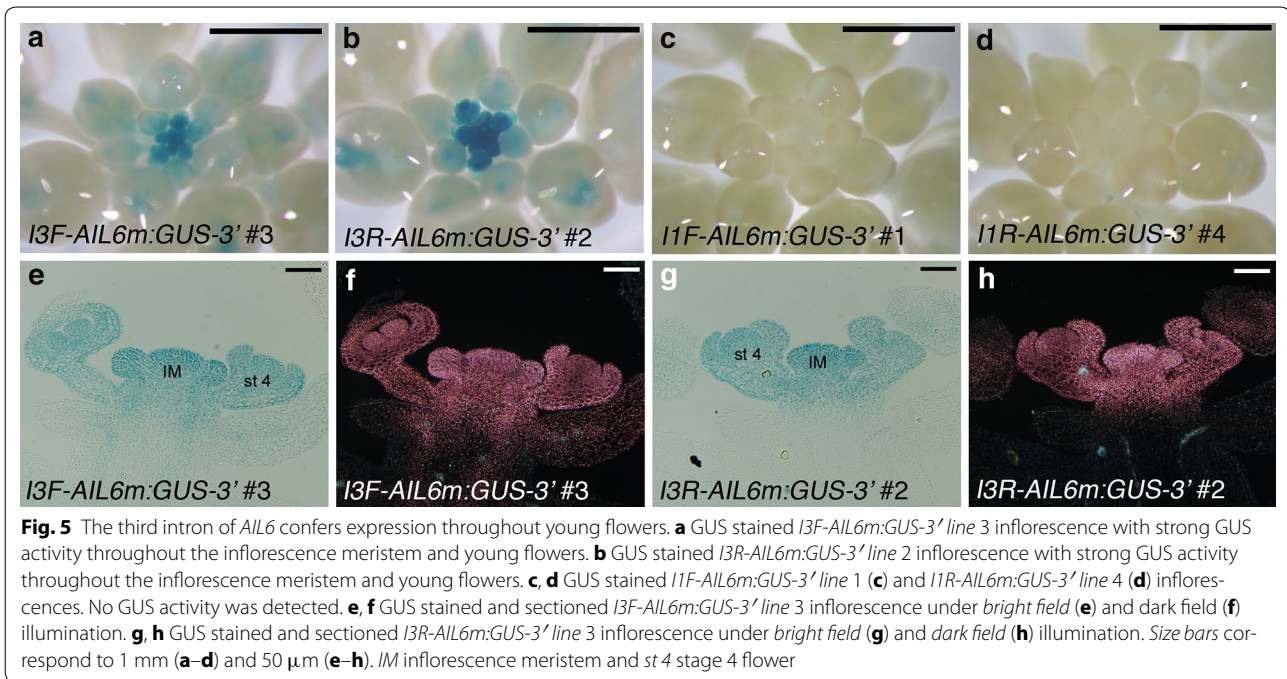 a
b
c
d
I3F-AIL6m:GUS-3’ #3
I3R-AIL6m:GUS-3’ #2
I1F-AIL6m:GUS-3’ #1
I1R-AIL6m:GUS-3’ #4
e
f
g
h
IM
st 4
st 4
IM
I3F-AIL6m:GUS-3’ #3
I3F-AIL6m:GUS-3’ #3
I3R-AIL6m:GUS-3’ #2
I3R-AIL6m:GUS-3’ #2
Fig. 5 The third intron of AIL6 confers expression throughout young flowers. a GUS stained I3F-AIL6m:GUS-3′ line 3 inflorescence with strong GUS
activity throughout the inflorescence meristem and young flowers. b GUS stained I3R-AIL6m:GUS-3′ line 2 inflorescence with strong GUS activity
throughout the inflorescence meristem and young flowers. c, d GUS stained I1F-AIL6m:GUS-3′ line 1 (c) and I1R-AIL6m:GUS-3′ line 4 (d) inflores-
cences. No GUS activity was detected. e, f GUS stained and sectioned I3F-AIL6m:GUS-3′ line 3 inflorescence under bright field (e) and dark field (f)
illumination. g, h GUS stained and sectioned I3R-AIL6m:GUS-3′ line 3 inflorescence under bright field (g) and dark field (h) illumination. Size bars cor-
respond to 1 mm (a–d) and 50 μm (e–h). IM inflorescence meristem and st 4 stage 4 flower